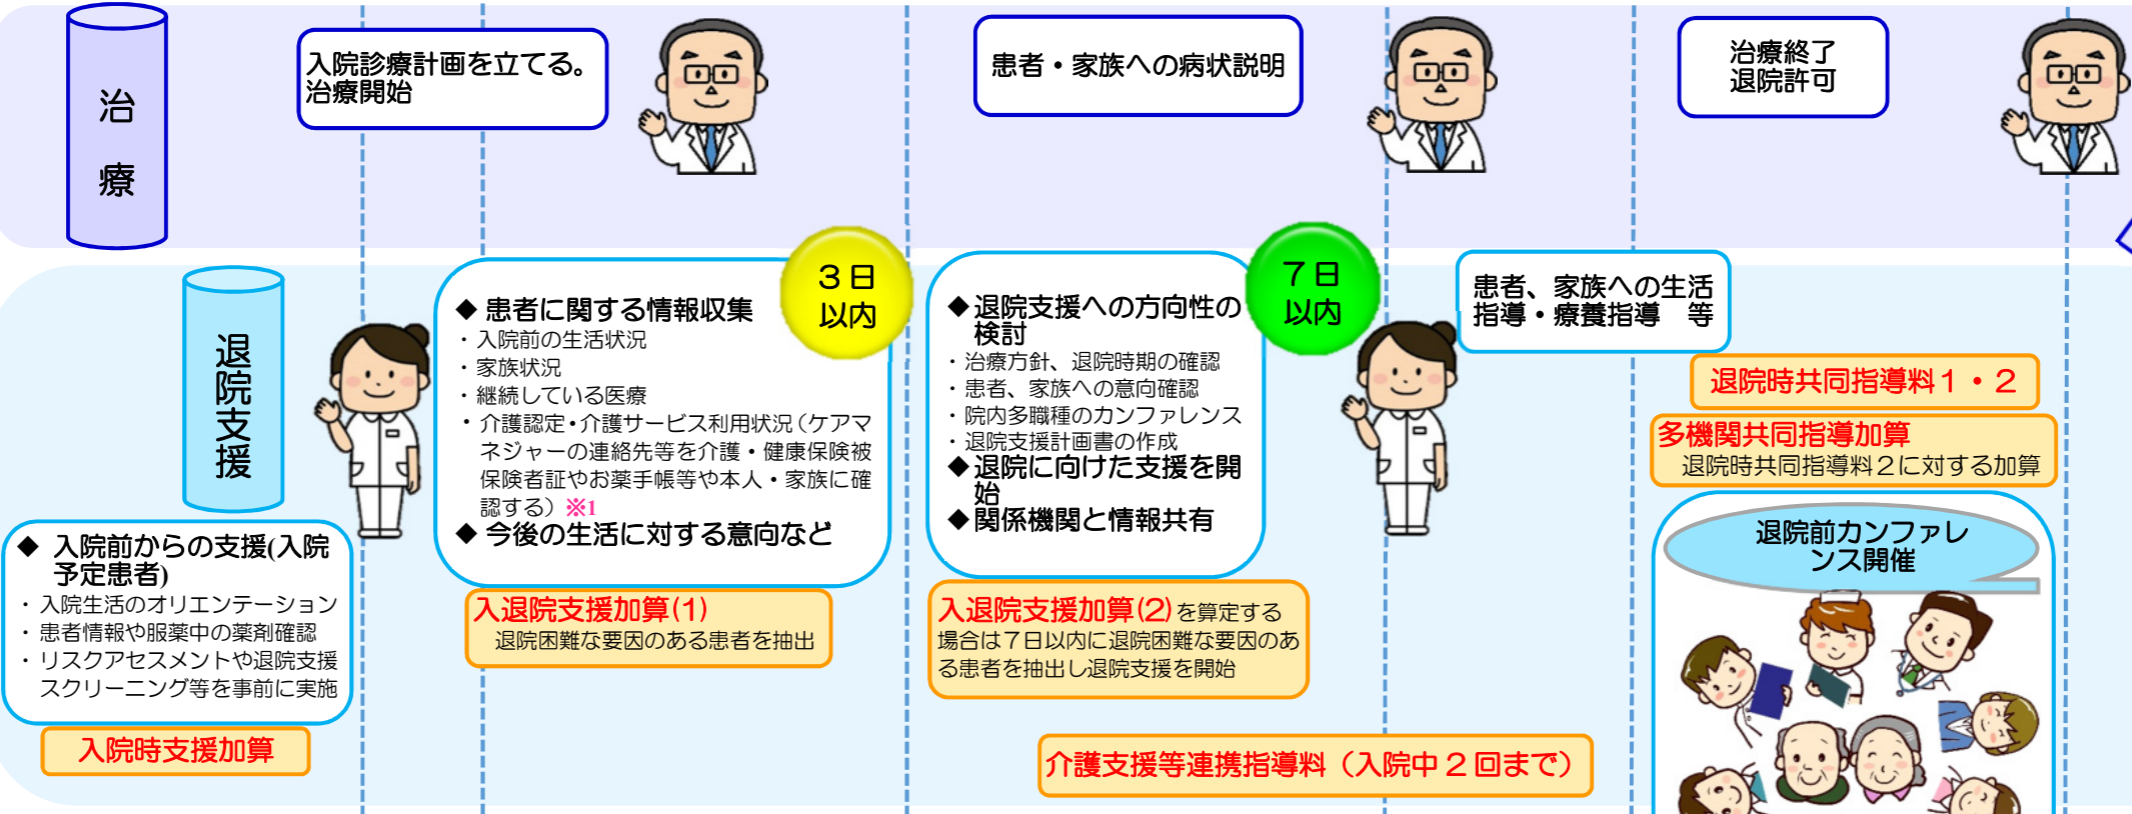 治療
入院診療計画を立てる。
治療開始
患者・家族への病状説明
治療終了
退院許可
退院支援
◆ 入院前からの支援(入院
予定患者)
・入院生活のオリエンテーション
・患者情報や服薬中の薬剤確認
・リスクアセスメントや退院支援
スクリーニング等を事前に実施
入院時支援加算
3日
以内
◆ 患者に関する情報収集
・入院前の生活状況
・家族状況
・継続している医療
・介護認定・介護サービス利用状況(ケアマ
ネジャーの連絡先等を介護・健康保険被
保険者証やお薬手帳等や本人・家族に確
認する) ※1
◆ 今後の生活に対する意向など
入退院支援加算(1)
退院困難な要因のある患者を抽出
7日
以内
◆退院支援への方向性の
検討
・治療方針、退院時期の確認
・患者、家族への意向確認
・院内多職種のカンファレンス
・退院支援計画書の作成
◆退院に向けた支援を開
始
◆関係機関と情報共有
入退院支援加算(2)を算定する
場合は7日以内に退院困難な要因のあ
る患者を抽出し退院支援を開始
介護支援等連携指導料(入院中2回まで)
患者、家族への生活
指導・療養指導 等
退院時共同指導料1・2
多機関共同指導加算
退院時共同指導料2に対する加算
退院前カンファレ
ンス開催